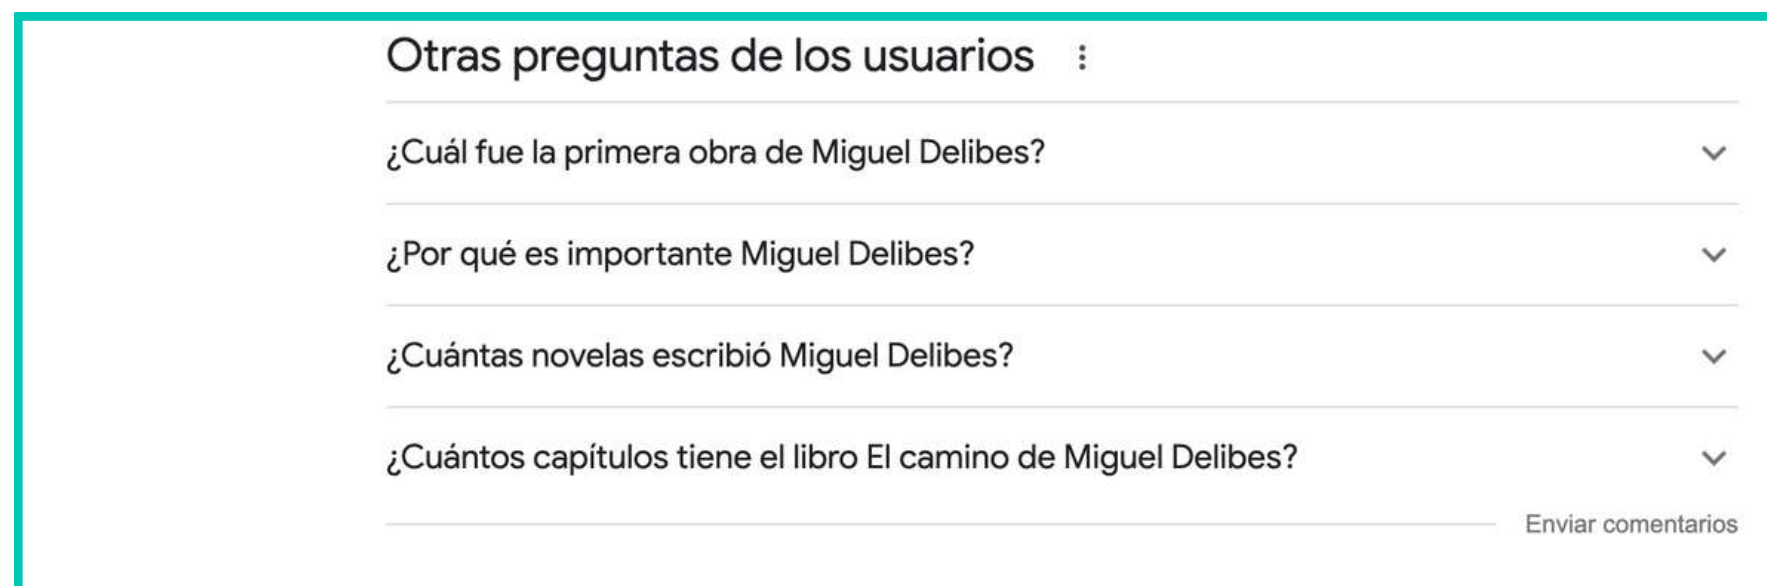 Otras preguntas de los usuarios
¿Cuál fue la primera obra de Miguel Delibes?
¿Por qué es importante Miguel Delibes?
¿Cuántas novelas escribió Miguel Delibes?
¿Cuántos capítulos tiene el libro El camino de Miguel Delibes?
Enviar comentarios